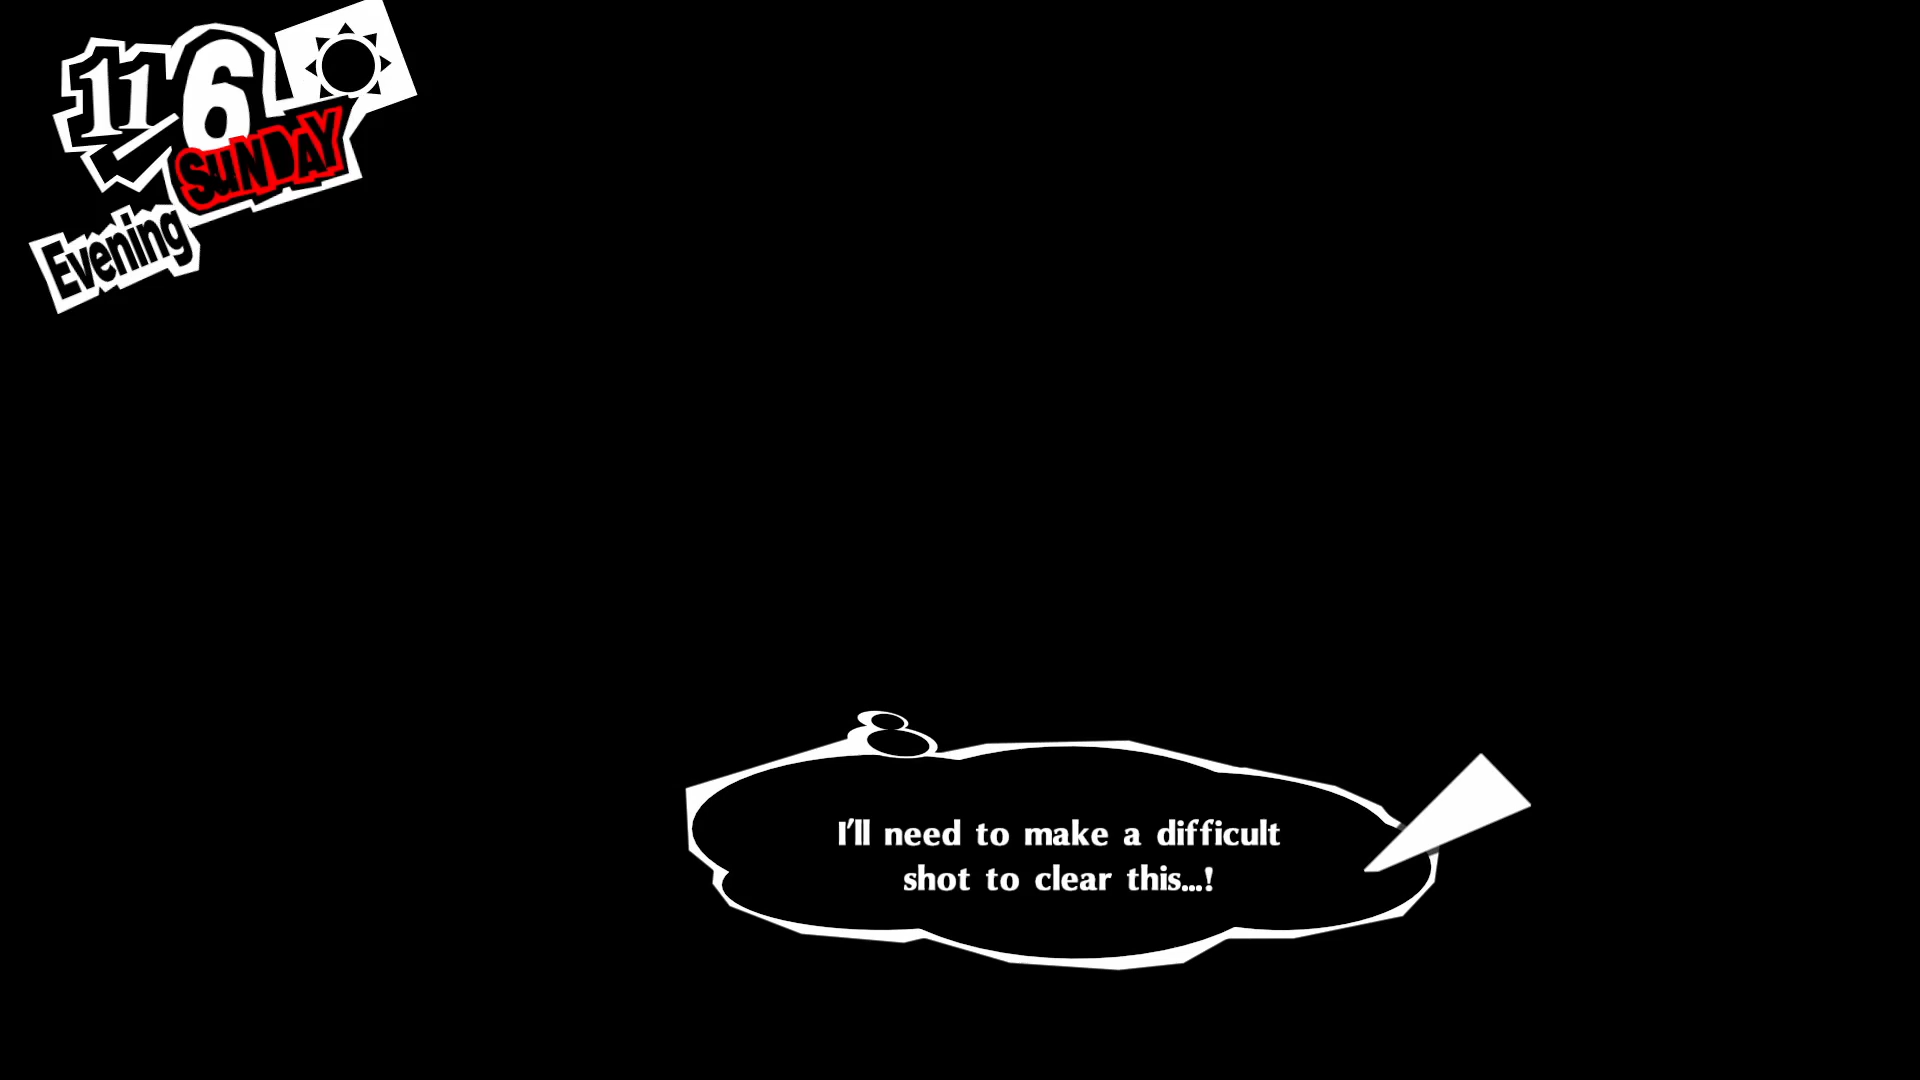 11/6
SUNDAY
Evening
I'll need to make a difficult
shot to clear this...!